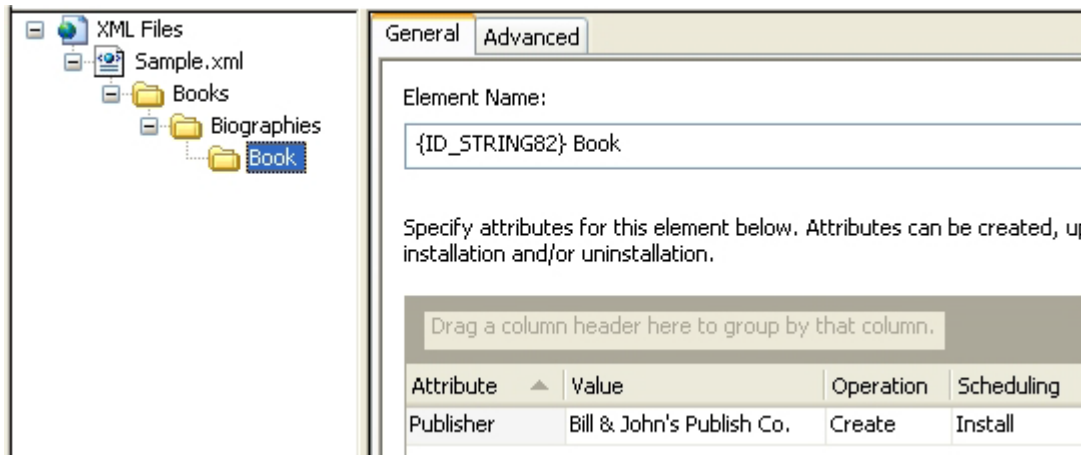 XML Files
Sample.xml
Books
Biographies
Book
General Advanced
Element Name:
{ID_STRING82} Book
Specify attributes for this element below. Attributes can be created, up
installation and/or uninstallation.
Drag a column header here to group by that column.
Attribute Value Operation Scheduling
Publisher Bill & John's Publish Co. Create Install